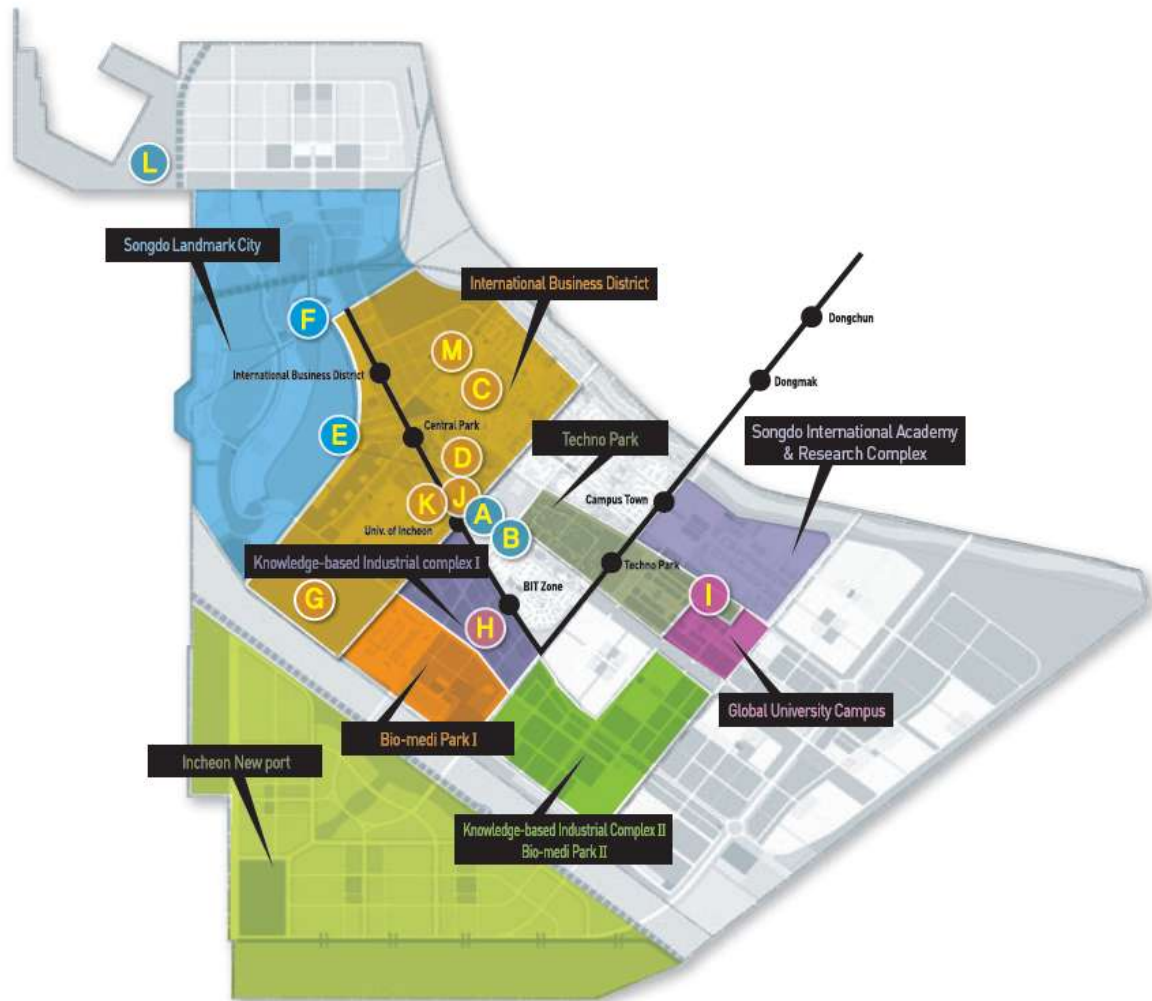 L
Songdo Landmark City
International Business District
Dongchun
F
M
International Business District
C
Dongmak
Central Park
E
Techno Park
Songdo International Academy
& Research Complex
D
K
J
A
Campus Town
Univ. of Incheon
B
Knowledge-based Industrial complex I
Techno Park
BIT Zone
I
G
H
Global University Campus
Bio-medi Park I
Incheon New port
Knowledge-based Industrial Complex II
Bio-medi Park II